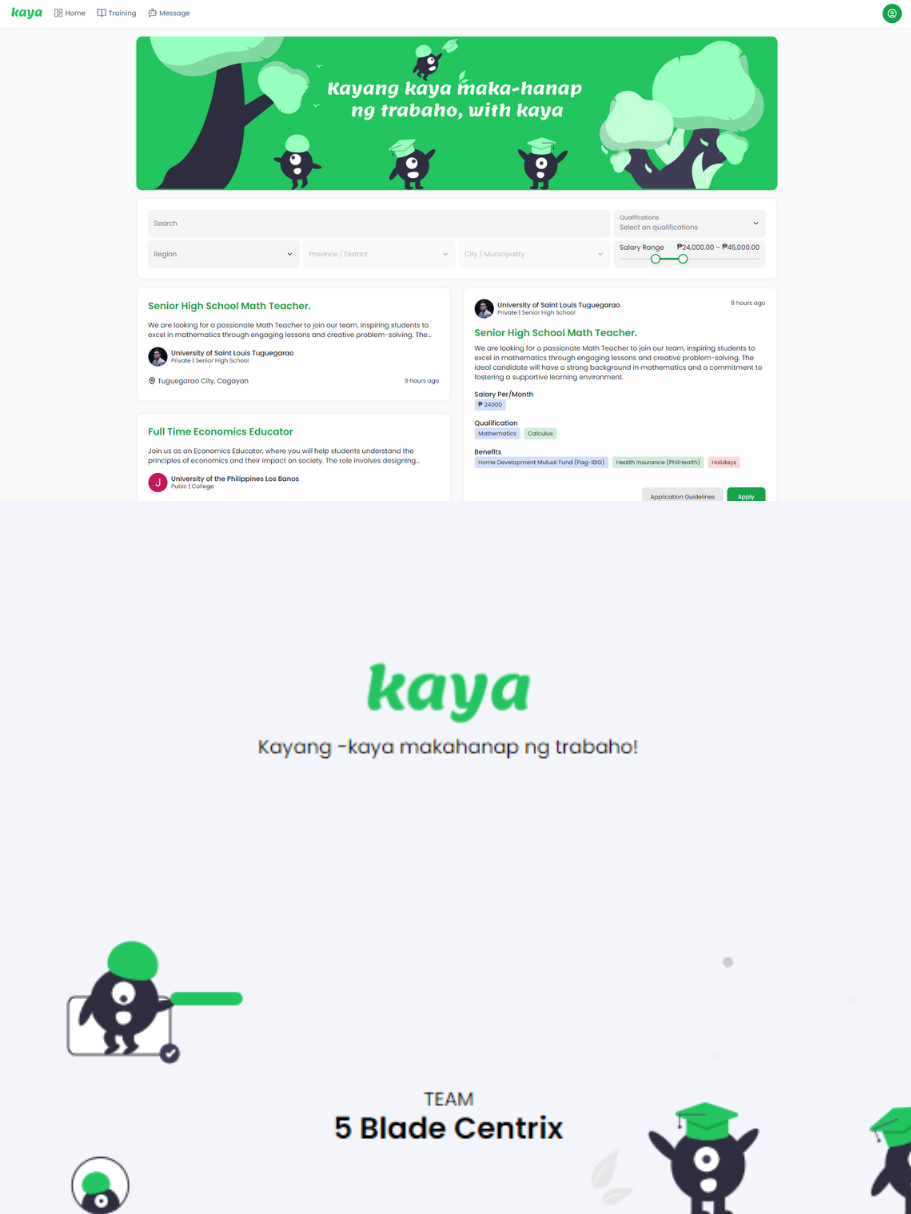 kaya Home Training Message
Kayang kaya maka-hanap
ng trabaho, with kaya
Search
Qualifications
Select an qualifications
Region
Province / District
City / Municipality
Salary Range ₱24,000.00 – ₱45,000.00
Senior High School Math Teacher.
We are looking for a passionate Math Teacher to join our team, inspiring students to
excel in mathematics through engaging lessons and creative problem-solving. The...
University of Saint Louis Tuguegarao
Private | Senior High School
Tuguegarao City, Cagayan
9 hours ago
Full Time Economics Educator
Join us as an Economics Educator, where you will help students understand the
principles of economics and their impact on society. The role involves designing...
J
University of the Philippines Los Banos
Public | College
University of Saint Louis Tuguegarao
Private | Senior High School
9 hours ago
Senior High School Math Teacher.
We are looking for a passionate Math Teacher to join our team, inspiring students to
excel in mathematics through engaging lessons and creative problem-solving. The
ideal candidate will have a strong background in mathematics and a commitment to
fostering a supportive learning environment.
Salary Per/Month
₱ 24000
Qualification
Mathematics Calculus
Benefits
Home Development Mutual Fund (Pag-IBIG) Health Insurance (PhilHealth) Holidays
Application Guidelines Apply
kaya
Kayang -kaya makahanap ng trabaho!
TEAM
5 Blade Centrix